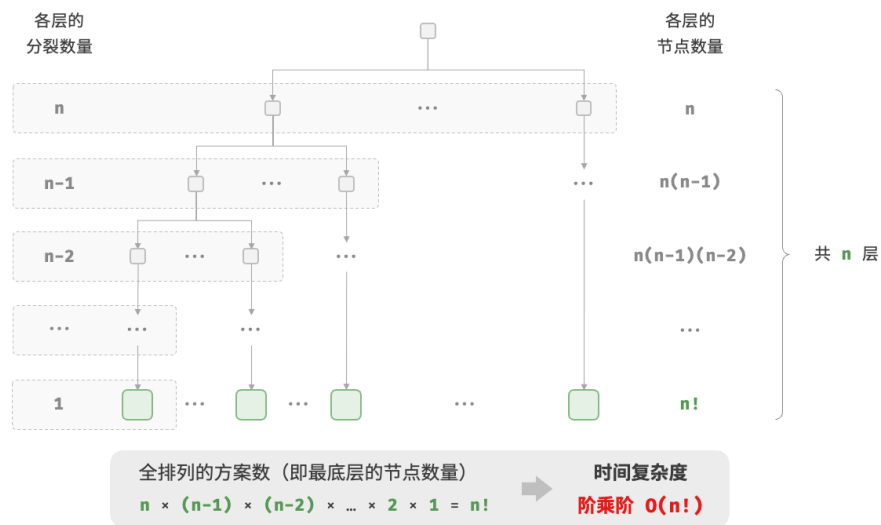 各层的
分裂数量
各层的
节点数量
n ... n
n-1 ... ... n(n-1)
n-2 ... ... n(n-1)(n-2)
共 n 层
... ... ... ...
1 ... ... ... n!
全排列的方案数（即最底层的节点数量）
n × (n-1) × (n-2) × … × 2 × 1 = n!
时间复杂度
阶乘阶 O(n!)